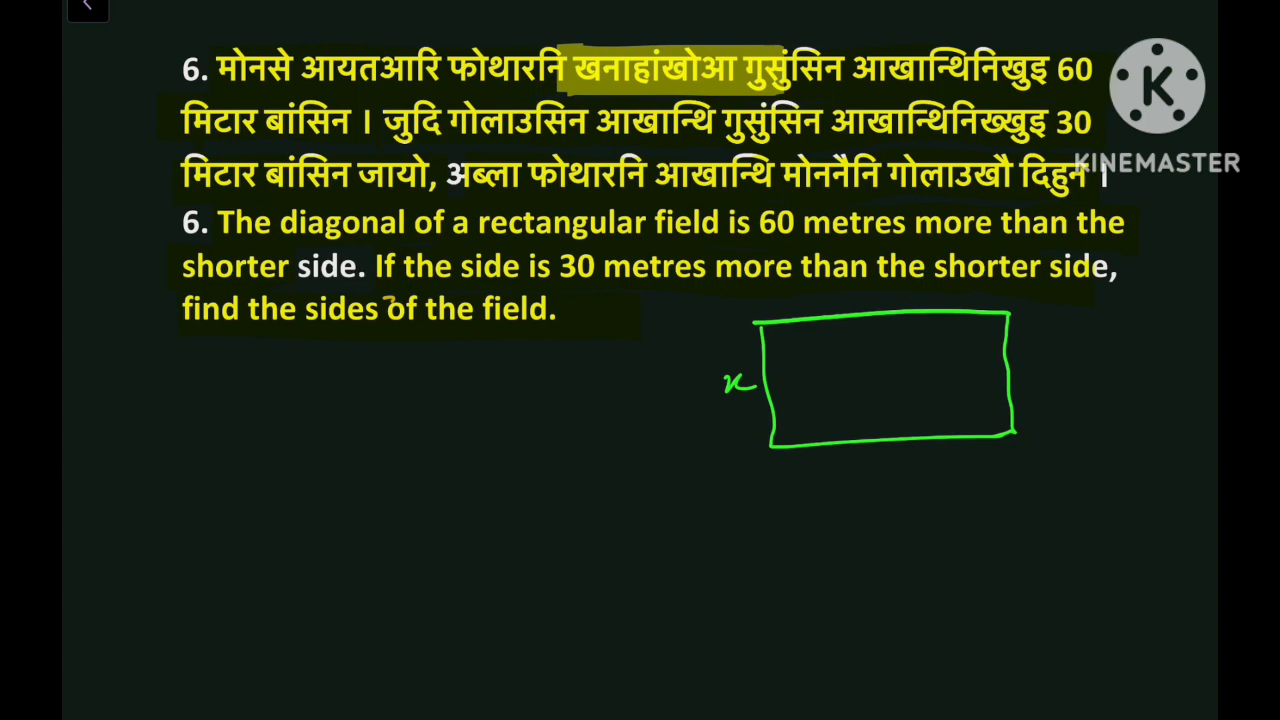 6. मोनसे आयतआरि फोथारनि खनाहांखोआ गुसुंसिन आखान्थिनिखुइ 60
मिटार बांसिन । जुदि गोलाउसिन आखान्थि गुसुंसिन आखान्थिनिख्खुइ 30
मिटार बांसिन जायो, अब्ला फोथारनि आखान्थि मोननैनि गोलाउखौ दिहुन ।
6. The diagonal of a rectangular field is 60 metres more than the
shorter side. If the side is 30 metres more than the shorter side,
find the sides of the field.
x
K
KINEMASTER